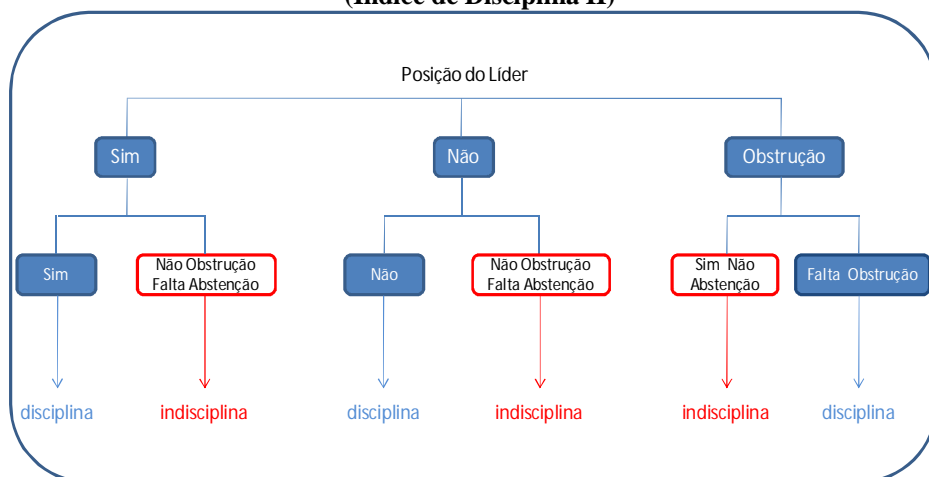 (Índice de Disciplina II)
Posição do Líder
Sim
Não
Obstrução
Sim
Não Obstrução
Falta Abstenção
Não
Não Obstrução
Falta Abstenção
Sim Não
Abstenção
Falta Obstrução
disciplina
indisciplina
disciplina
indisciplina
indisciplina
disciplina